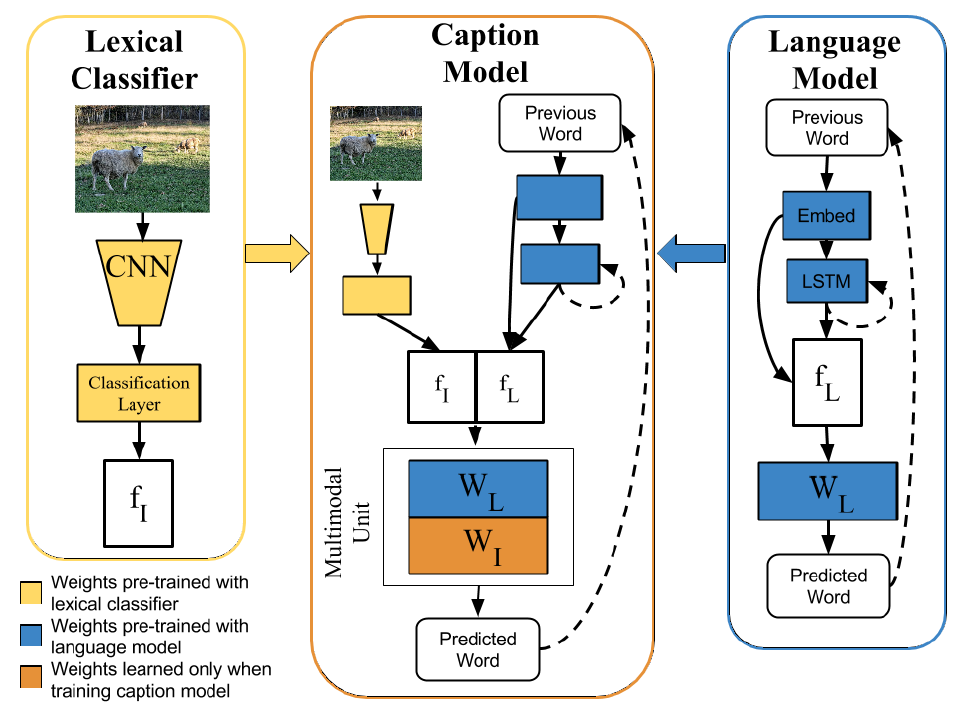 Lexical
Classifier
CNN
Classification
Layer
f_I
Weights pre-trained with
lexical classifier
Weights pre-trained with
language model
Weights learned only when
training caption model
Caption
Model
Previous
Word
f_I
f_L
Multimodal
Unit
W_L
W_I
Predicted
Word
Language
Model
Previous
Word
Embed
LSTM
f_L
W_L
Predicted
Word